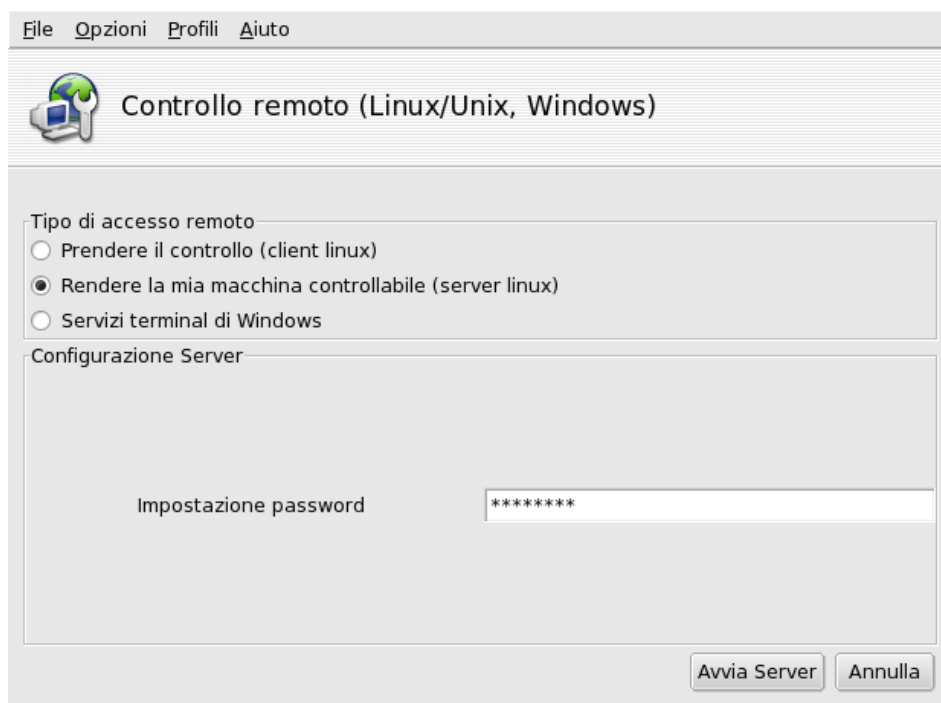 File Opzioni Profili Aiuto
Controllo remoto (Linux/Unix, Windows)
Tipo di accesso remoto
Prendere il controllo (client linux)
Rendere la mia macchina controllabile (server linux)
Servizi terminal di Windows
Configurazione Server
Impostazione password ********
Avvia Server Annulla